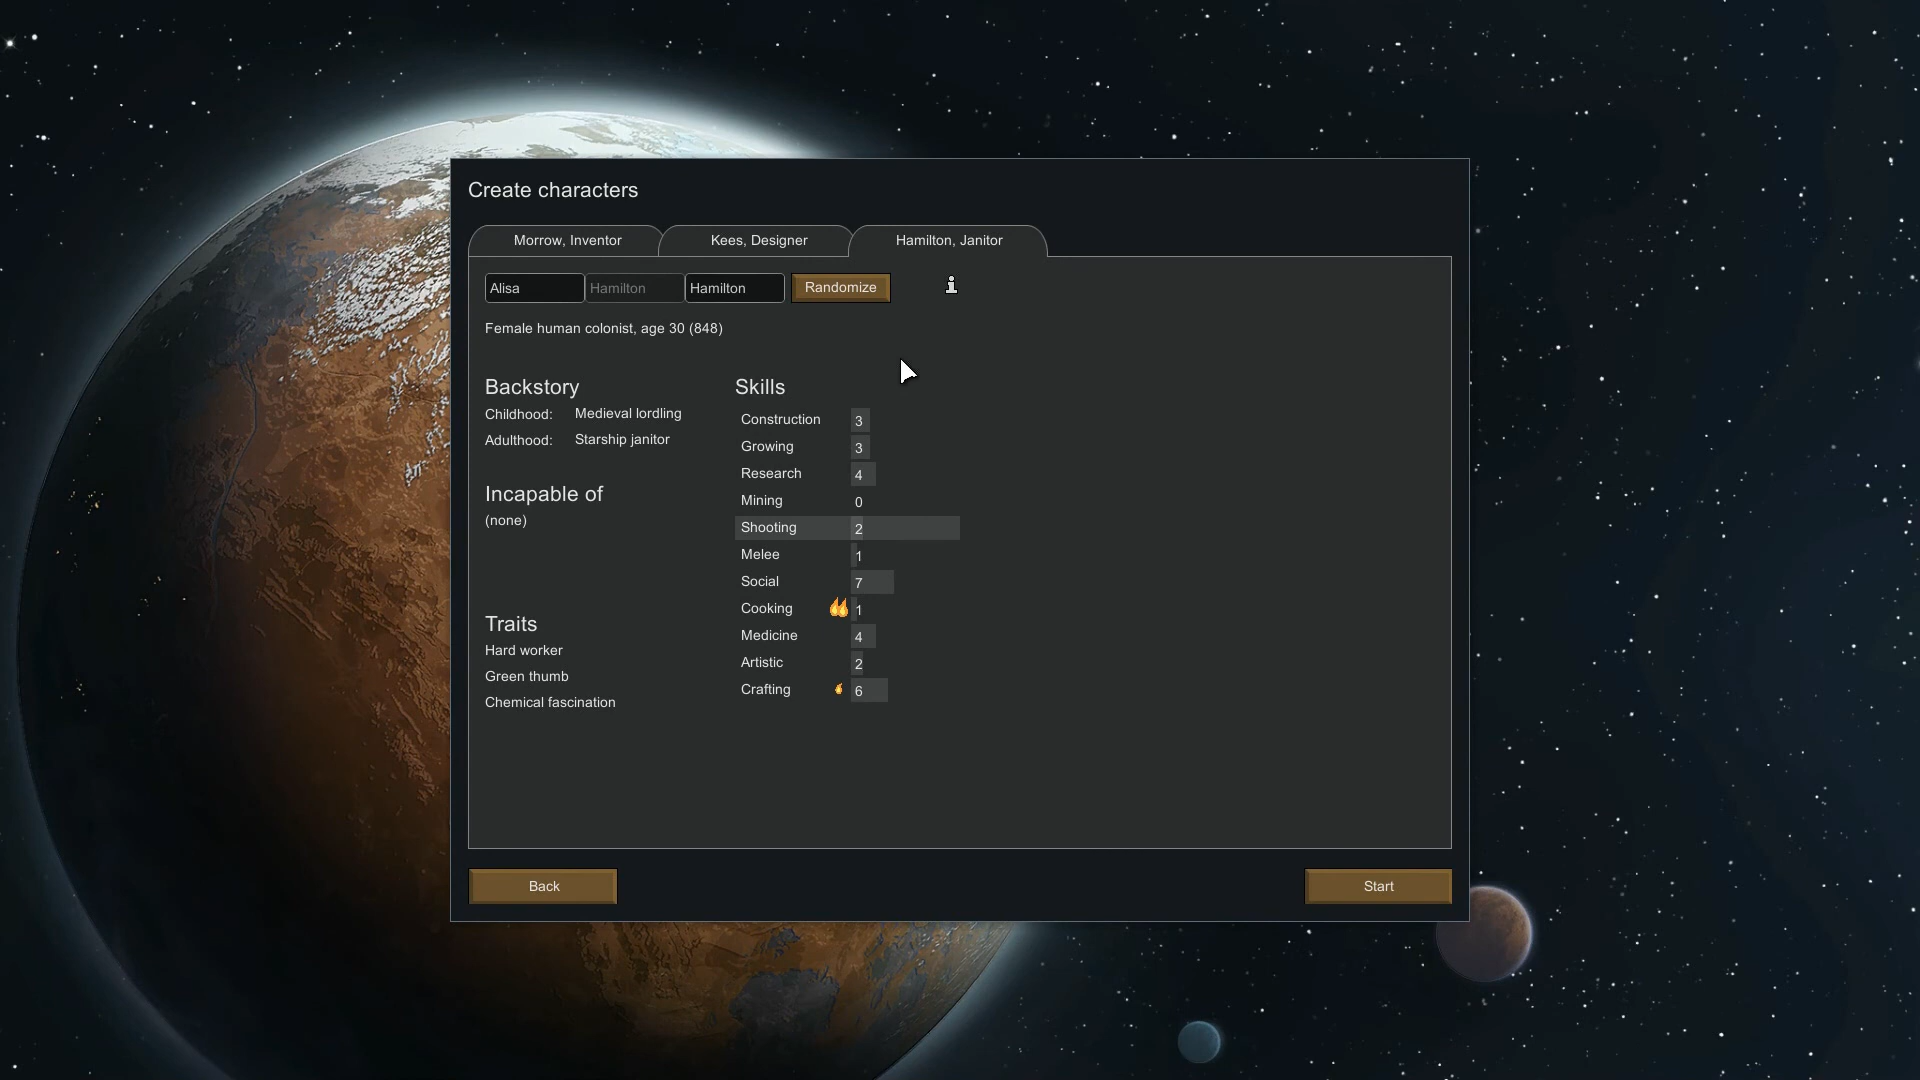 Create characters
Morrow, Inventor
Kees, Designer
Hamilton, Janitor
Alisa
Hamilton
Hamilton
Randomize
Female human colonist, age 30 (848)
Backstory
Childhood: Medieval lordling
Adulthood: Starship janitor
Incapable of
(none)
Traits
Hard worker
Green thumb
Chemical fascination
Skills
Construction 3
Growing 3
Research 4
Mining 0
Shooting 2
Melee 1
Social 7
Cooking 1
Medicine 4
Artistic 2
Crafting 6
Back
Start